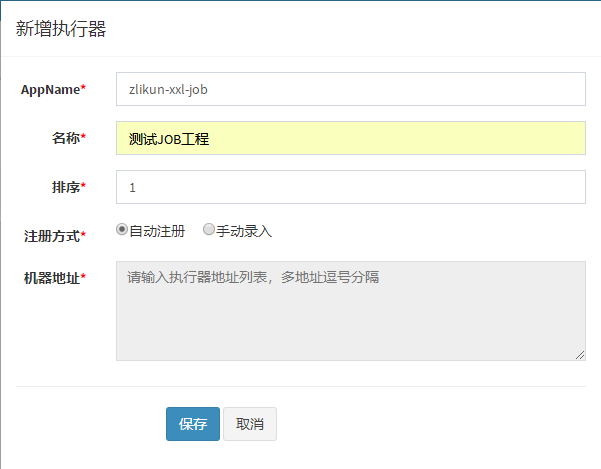 新增执行器
AppName* zlikun-xxl-job
名称* 测试JOB工程
排序* 1
注册方式* 自动注册 手动录入
机器地址* 请输入执行器地址列表，多地址逗号分隔
保存 取消